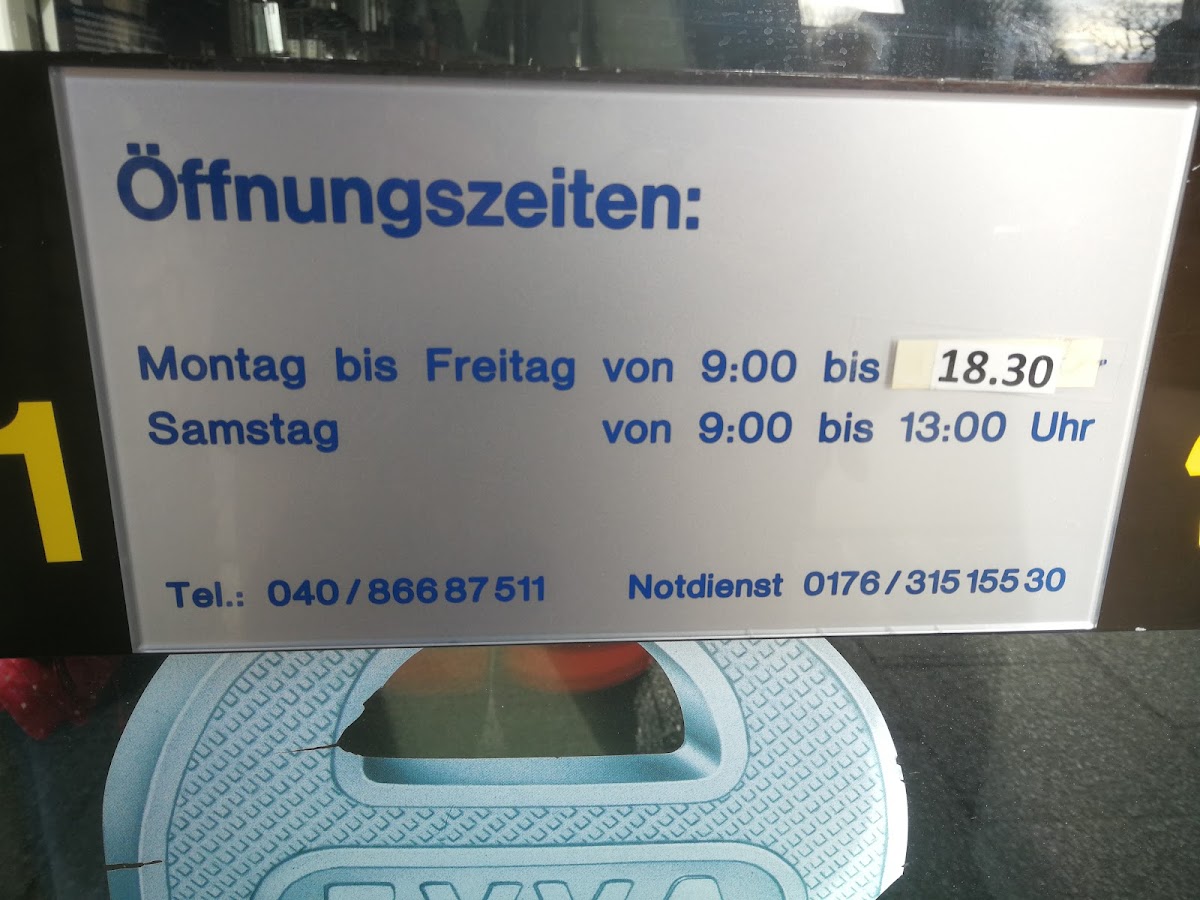 Öffnungszeiten:
Montag bis Freitag von 9:00 bis 18.30
Samstag von 9:00 bis 13:00 Uhr
Tel.: 040/86687511 Notdienst 0176/31515530
1